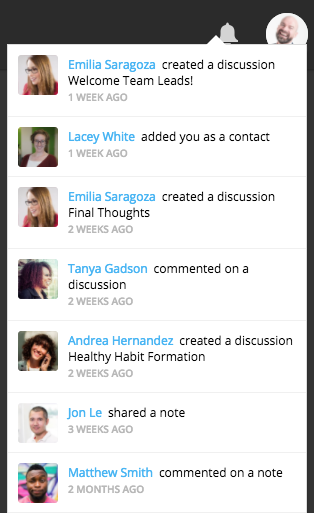 Emilia Saragoza created a discussion
Welcome Team Leads!
1 WEEK AGO
Lacey White added you as a contact
1 WEEK AGO
Emilia Saragoza created a discussion
Final Thoughts
2 WEEKS AGO
Tanya Gadson commented on a
discussion
2 WEEKS AGO
Andrea Hernandez created a discussion
Healthy Habit Formation
2 WEEKS AGO
Jon Le shared a note
3 WEEKS AGO
Matthew Smith commented on a note
2 MONTHS AGO